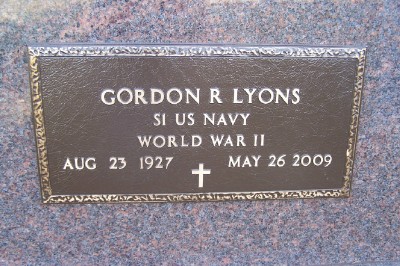 GORDON R LYONS
S1 US NAVY
WORLD WAR II
AUG 23 1927 MAY 26 2009